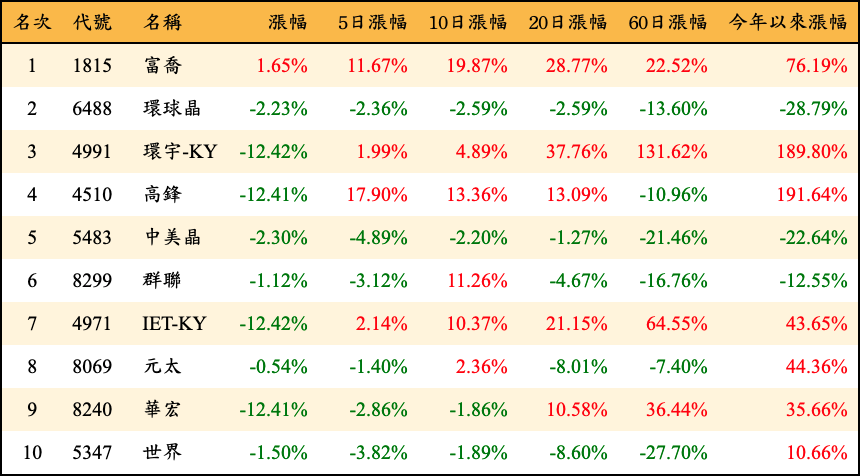 名次 代號 名稱 漲幅 5日漲幅 10日漲幅 20日漲幅 60日漲幅 今年以來漲幅
1 1815 富喬 1.65% 11.67% 19.87% 28.77% 22.52% 76.19%
2 6488 環球晶 -2.23% -2.36% -2.59% -2.59% -13.60% -28.79%
3 4991 環宇-KY -12.42% 1.99% 4.89% 37.76% 131.62% 189.80%
4 4510 高鋒 -12.41% 17.90% 13.36% 13.09% -10.96% 191.64%
5 5483 中美晶 -2.30% -4.89% -2.20% -1.27% -21.46% -22.64%
6 8299 群聯 -1.12% -3.12% 11.26% -4.67% -16.76% -12.55%
7 4971 IET-KY -12.42% 2.14% 10.37% 21.15% 64.55% 43.65%
8 8069 元太 -0.54% -1.40% 2.36% -8.01% -7.40% 44.36%
9 8240 華宏 -12.41% -2.86% -1.86% 10.58% 36.44% 35.66%
10 5347 世界 -1.50% -3.82% -1.89% -8.60% -27.70% 10.66%